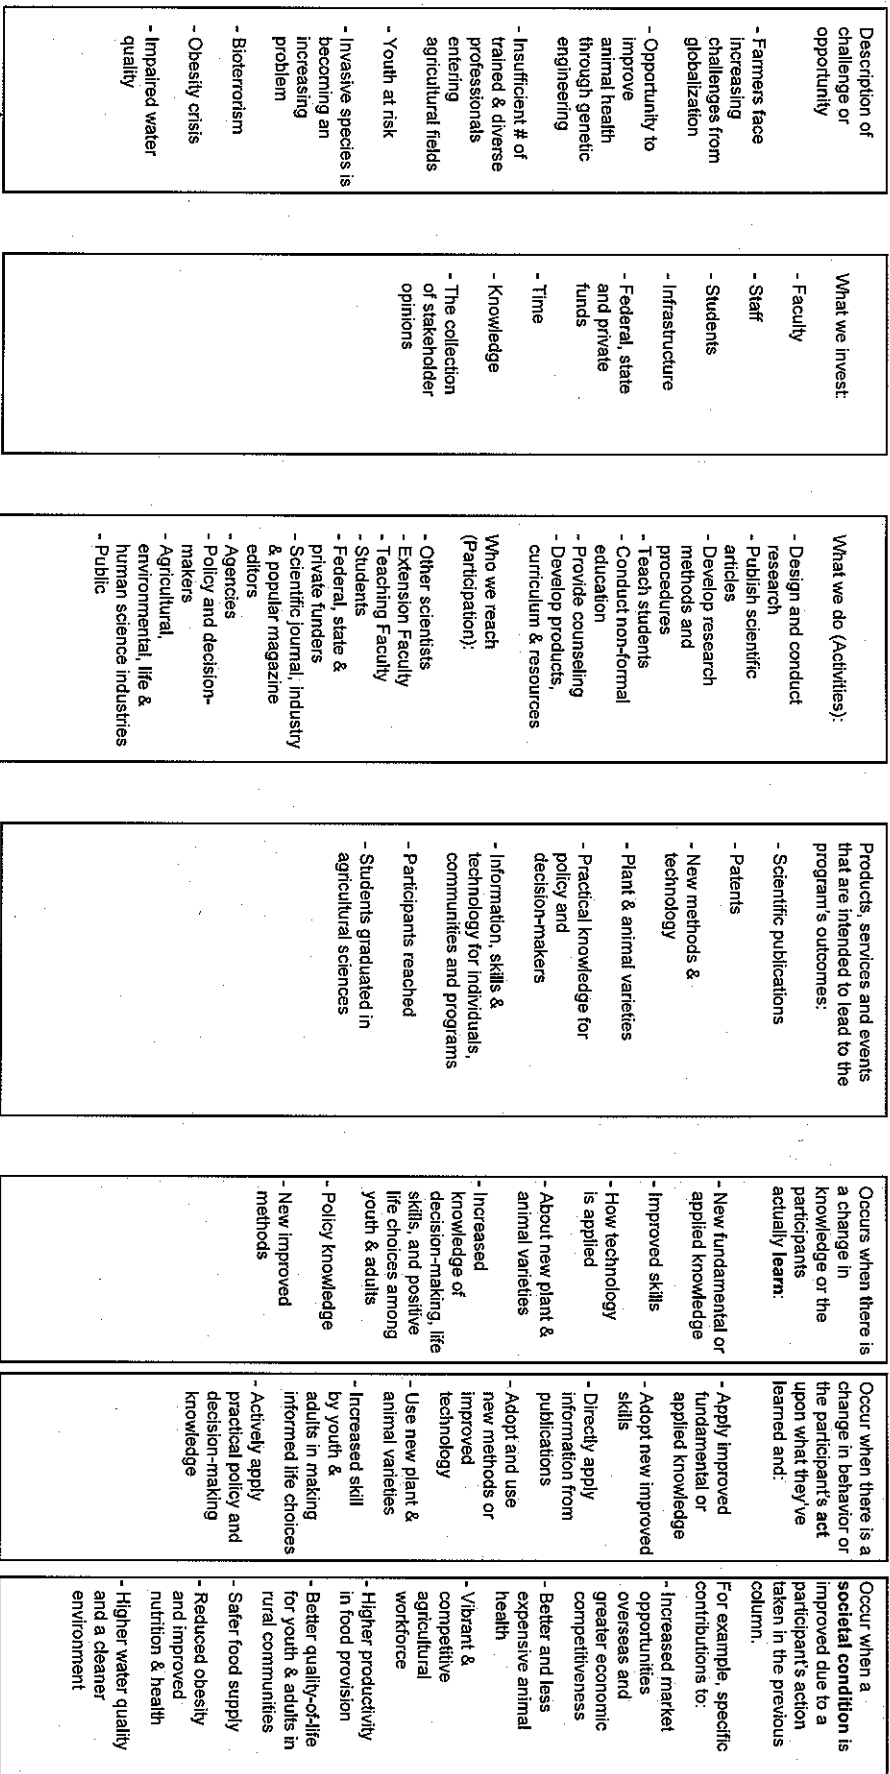 Description of
challenge or
opportunity
- Farmers face
increasing
challenges from
globalization
- Opportunity to
improve
animal health
through genetic
engineering
- Insufficient # of
trained & diverse
professionals
entering
agricultural fields
- Youth at risk
- Invasive species is
becoming an
increasing
problem
- Bioterrorism
- Obesity crisis
- Impaired water
quality
What we invest:
- Faculty
- Staff
- Students
- Infrastructure
- Federal, state
and private
funds
- Time
- Knowledge
- The collection
of stakeholder
opinions
What we do (Activities):
- Design and conduct
research
- Publish scientific
articles
- Develop research
methods and
procedures
- Teach students
- Conduct non-formal
education
- Provide counseling
- Develop products,
curriculum & resources
Who we reach
(Participation):
- Other scientists
- Extension Faculty
- Teaching Faculty
- Students
- Federal, state &
private funders
- Scientific journal, industry
& popular magazine
editors
- Agencies
- Policy and decision-
makers
- Agricultural,
environmental, life &
human science industries
- Public
Products, services and events
that are intended to lead to the
program's outcomes:
- Scientific publications
- Patents
- New methods &
technology
- Plant & animal varieties
- Practical knowledge for
policy and
decision-makers
- Information, skills &
technology for individuals,
communities and programs
- Participants reached
- Students graduated in
agricultural sciences
Occurs when there is
a change in
knowledge or the
participants
actually learn:
- New fundamental or
applied knowledge
- Improved skills
- How technology
is applied
- About new plant &
animal varieties
- Increased
knowledge of
decision-making, life
skills, and positive
life choices among
youth & adults
- Policy knowledge
- New improved
methods
Occur when there is a
change in behavior or
the participant's act
upon what they've
learned and:
- Apply improved
fundamental or
applied knowledge
- Adopt new improved
skills
- Directly apply
information from
publications
- Adopt and use
new methods or
improved
technology
- Use new plant &
animal varieties
- Increased skill
by youth &
adults in making
informed life choices
- Actively apply
practical policy and
decision-making
knowledge
Occur when a
societal condition is
improved due to a
participant's action
taken in the previous
column.
For example, specific
contributions to:
- Increased market
opportunities
overseas and
greater economic
competitiveness
- Better and less
expensive animal
health
- Vibrant &
competitive
agricultural
workforce
- Higher productivity
in food provision
- Better quality-of-life
for youth & adults in
rural communities
- Safer food supply
- Reduced obesity
and improved
nutrition & health
- Higher water quality
and a cleaner
environment